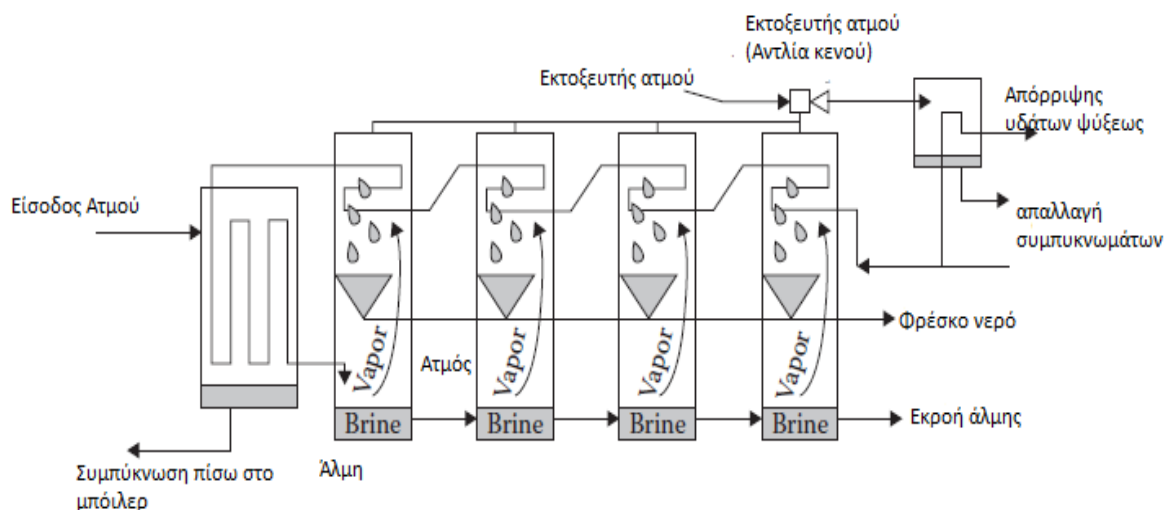 Εκτοξευτής ατμού
(Αντλία κενού)
Εκτοξευτής ατμού
Απόρριψης
υδάτων ψύξεως
Είσοδος Ατμού
απαλλαγή
συμπυκνωμάτων
Φρέσκο νερό
Vapor
Ατμός
Vapor
Vapor
Vapor
Brine
Brine
Brine
Brine
Εκροή άλμης
Συμπύκνωση πίσω στο
μπόιλερ
Άλμη